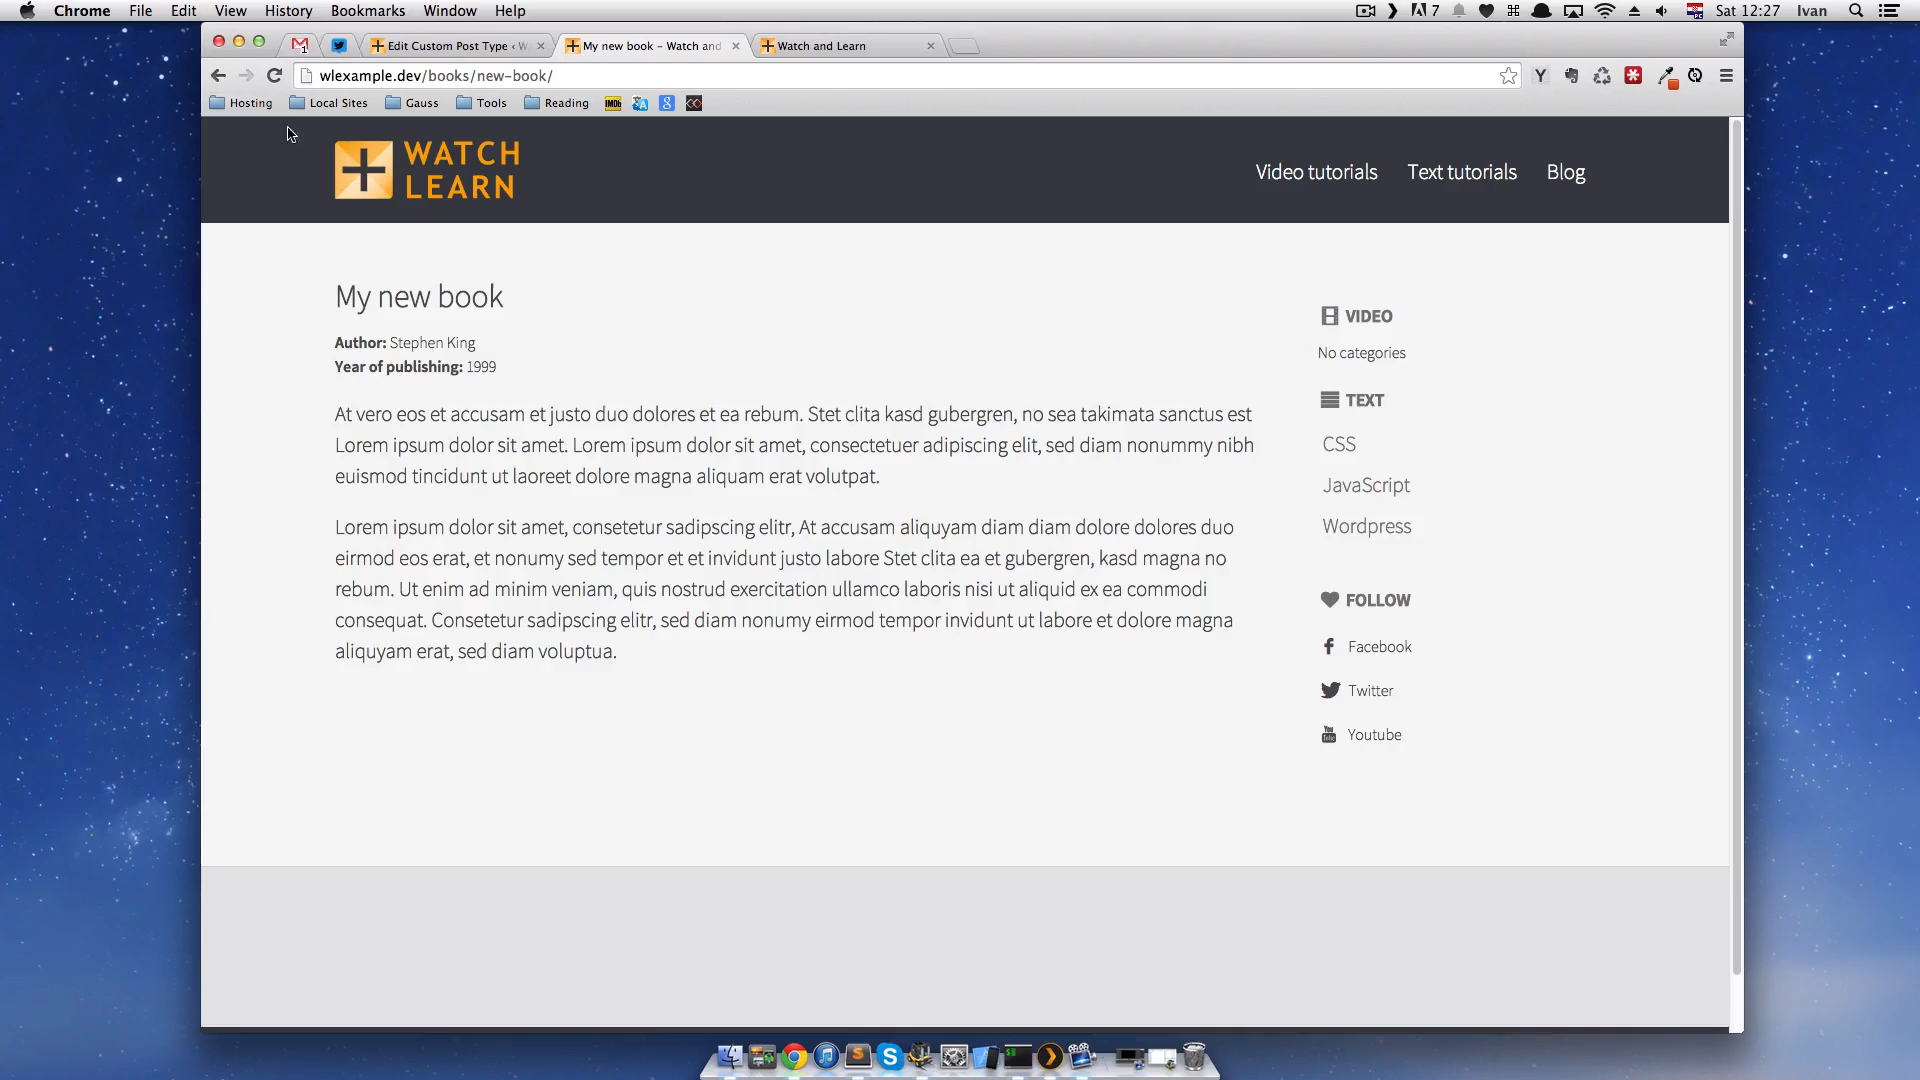 Chrome File Edit View History Bookmarks Window Help
7 Sat 12:27 Ivan
1 Edit Custom Post Type ‹ W My new book – Watch and Watch and Learn
wlexample.dev/books/new-book/
Hosting Local Sites Gauss Tools Reading IMDb
WATCH
LEARN
Video tutorials Text tutorials Blog
My new book
Author: Stephen King
Year of publishing: 1999
At vero eos et accusam et justo duo dolores et ea rebum. Stet clita kasd gubergren, no sea takimata sanctus est
Lorem ipsum dolor sit amet. Lorem ipsum dolor sit amet, consectetuer adipiscing elit, sed diam nonummy nibh
euismod tincidunt ut laoreet dolore magna aliquam erat volutpat.
Lorem ipsum dolor sit amet, consetetur sadipscing elitr, At accusam aliquyam diam diam dolore dolores duo
eirmod eos erat, et nonumy sed tempor et et invidunt justo labore Stet clita ea et gubergren, kasd magna no
rebum. Ut enim ad minim veniam, quis nostrud exercitation ullamco laboris nisi ut aliquid ex ea commodi
consequat. Consetetur sadipscing elitr, sed diam nonumy eirmod tempor invidunt ut labore et dolore magna
aliquyam erat, sed diam voluptua.
VIDEO
No categories
TEXT
CSS
JavaScript
Wordpress
FOLLOW
Facebook
Twitter
Youtube